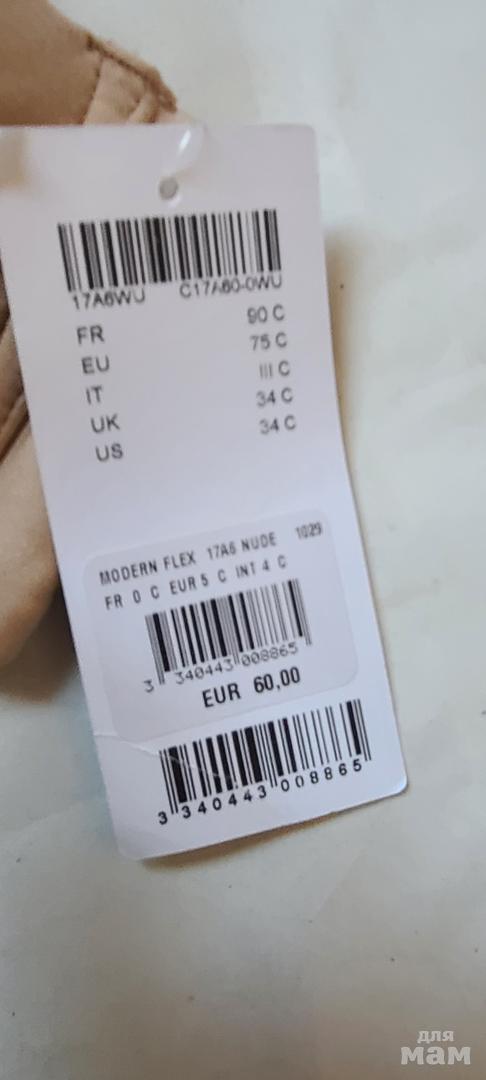 17A6WU C17A60-0WU
FR 90 C
EU 75 C
IT III C
UK 34 C
US 34 C
MODERN FLEX 17A6 NUDE 1029
FR 0 C EUR 5 C INT 4 C
3 340443 008865
EUR 60,00
3 340443 008865
для
мам